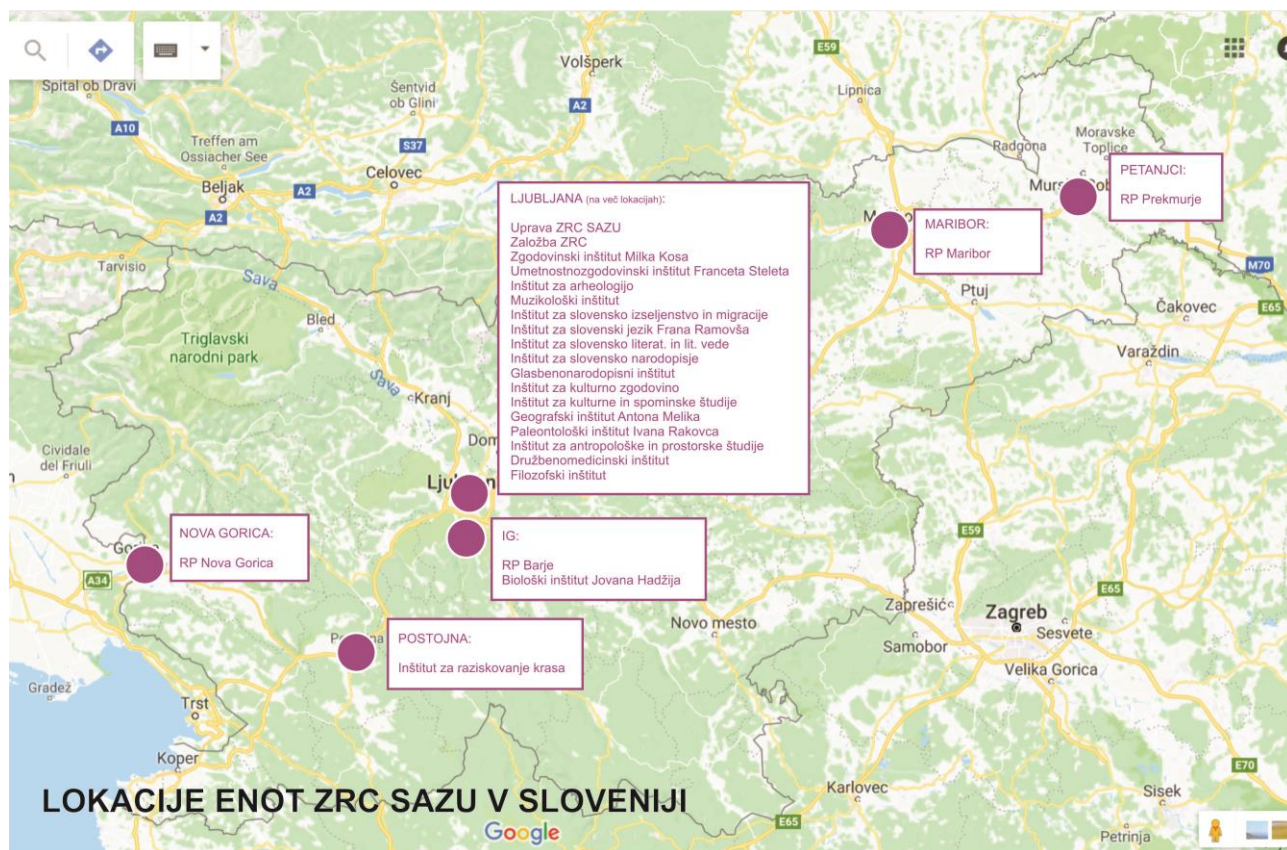 Volšperk
E59
Spital ob Dravi
Šentvid
ob Glini
A2
Lipnica
A10
Treffen am
Ossiacher See
S37
Radgona
Moravske
Toplice
Celovec
Beljak
A2
A2
Tarvisio
Sava
Bled
Triglavski
narodni park
Sava
Kranj
LJUBLJANA (na več lokacijah):
Uprava ZRC SAZU
Založba ZRC
Zgodovinski inštitut Milka Kosa
Umetnostnozgodovinski inštitut Franceta Steleta
Inštitut za arheologijo
Muzikološki inštitut
Inštitut za slovensko izseljenstvo in migracije
Inštitut za slovenski jezik Frana Ramovša
Inštitut za slovensko literat. in lit. vede
Inštitut za slovensko narodopisje
Glasbenonarodopisni inštitut
Inštitut za kulturno zgodovino
Inštitut za kulturne in spominske študije
Geografski inštitut Antona Melika
Paleontološki inštitut Ivana Rakovca
Inštitut za antropološke in prostorske študije
Družbenomedicinski inštitut
Filozofski inštitut
MARIBOR:
RP Maribor
PETANJCI:
RP Prekmurje
M70
Ptuj
Čakovec
E65
Varaždin
Cividale
del Friuli
NOVA GORICA:
RP Nova Gorica
A34
IG:
RP Barje
Biološki inštitut Jovana Hadžija
POSTOJNA:
Inštitut za raziskovanje krasa
E59
E65
Novo mesto
Zaprešić
Zagreb
Sesvete
Samobor
Velika Gorica
Gradež
Trst
Koper
E70
Karlovec
Sisek
E65
Petrinja
LOKACIJE ENOT ZRC SAZU V SLOVENIJI
Google